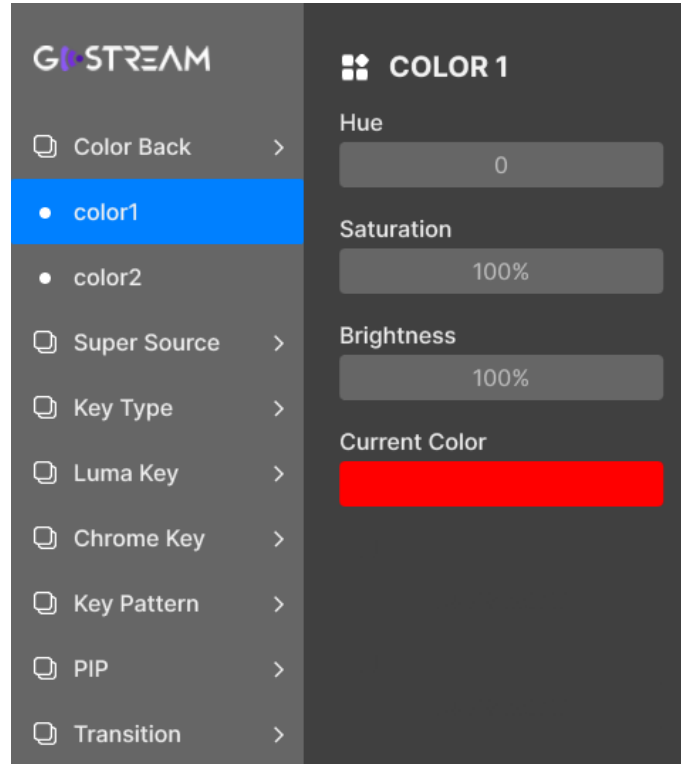 GOSTREAM
Color Back
color1
color2
Super Source
Key Type
Luma Key
Chrome Key
Key Pattern
PIP
Transition
COLOR 1
Hue
0
Saturation
100%
Brightness
100%
Current Color